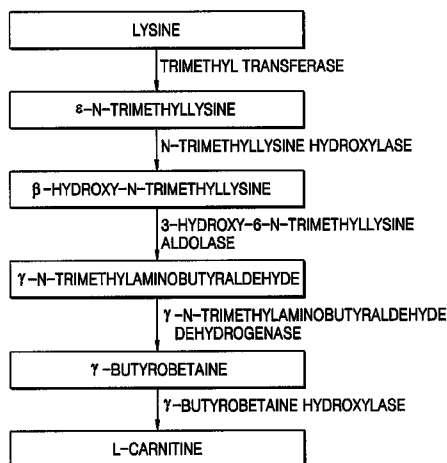 LYSINE
TRIMETHYL TRANSFERASE
ε-N-TRIMETHYLLYSINE
N-TRIMETHYLLYSINE HYDROXYLASE
β-HYDROXY-N-TRIMETHYLLYSINE
3-HYDROXY-6-N-TRIMETHYLLYSINE
ALDOLASE
γ-N-TRIMETHYLAMINOBUTYRALDEHYDE
γ-N-TRIMETHYLAMINOBUTYRALDEHYDE
DEHYDROGENASE
γ-BUTYROBETAINE
γ-BUTYROBETAINE HYDROXYLASE
L-CARNITINE